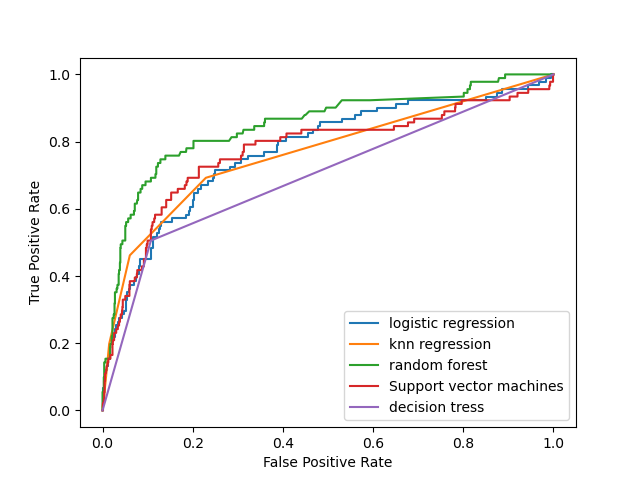 1.0
0.8
0.6
0.4
0.2
0.0
True Positive Rate
logistic regression
knn regression
random forest
Support vector machines
decision tress
0.0 0.2 0.4 0.6 0.8 1.0
False Positive Rate